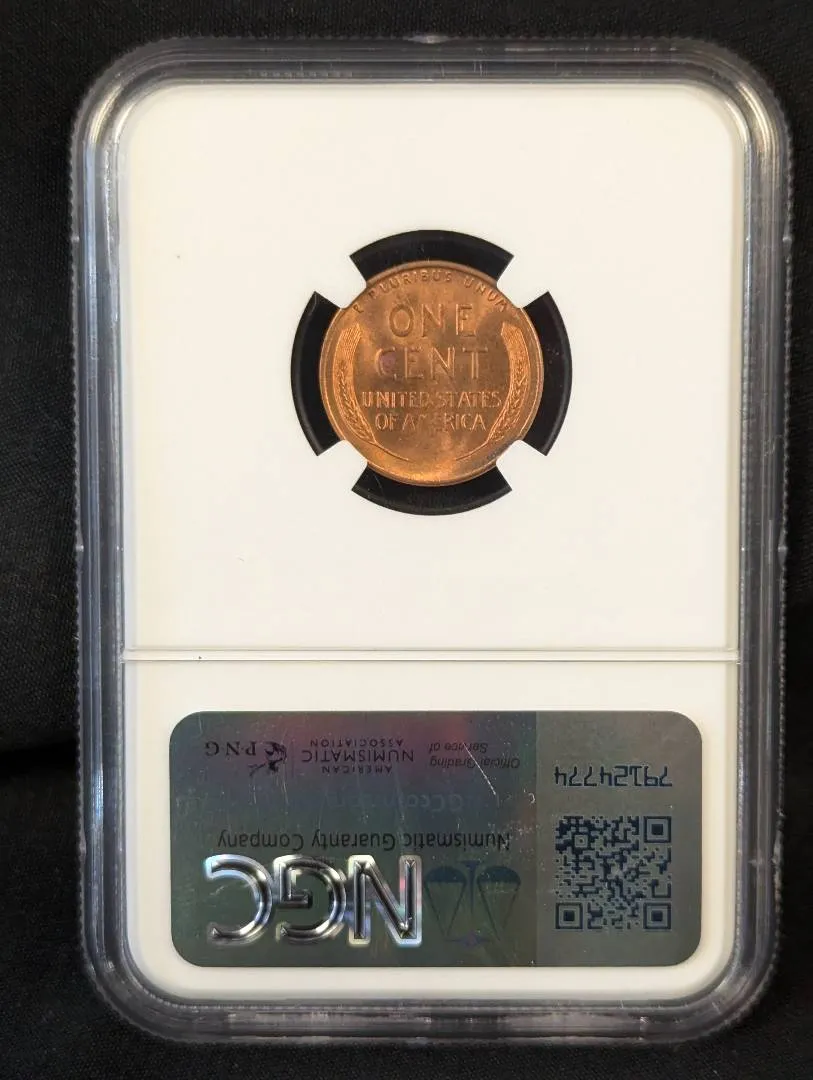 E PLURIBUS UNUM
ONE
CENT
UNITED STATES
OF AMERICA
NGC
Numismatic Guaranty Company
Official Grading
Service of
AMERICAN
NUMISMATIC
ASSOCIATION
PNG
79124774